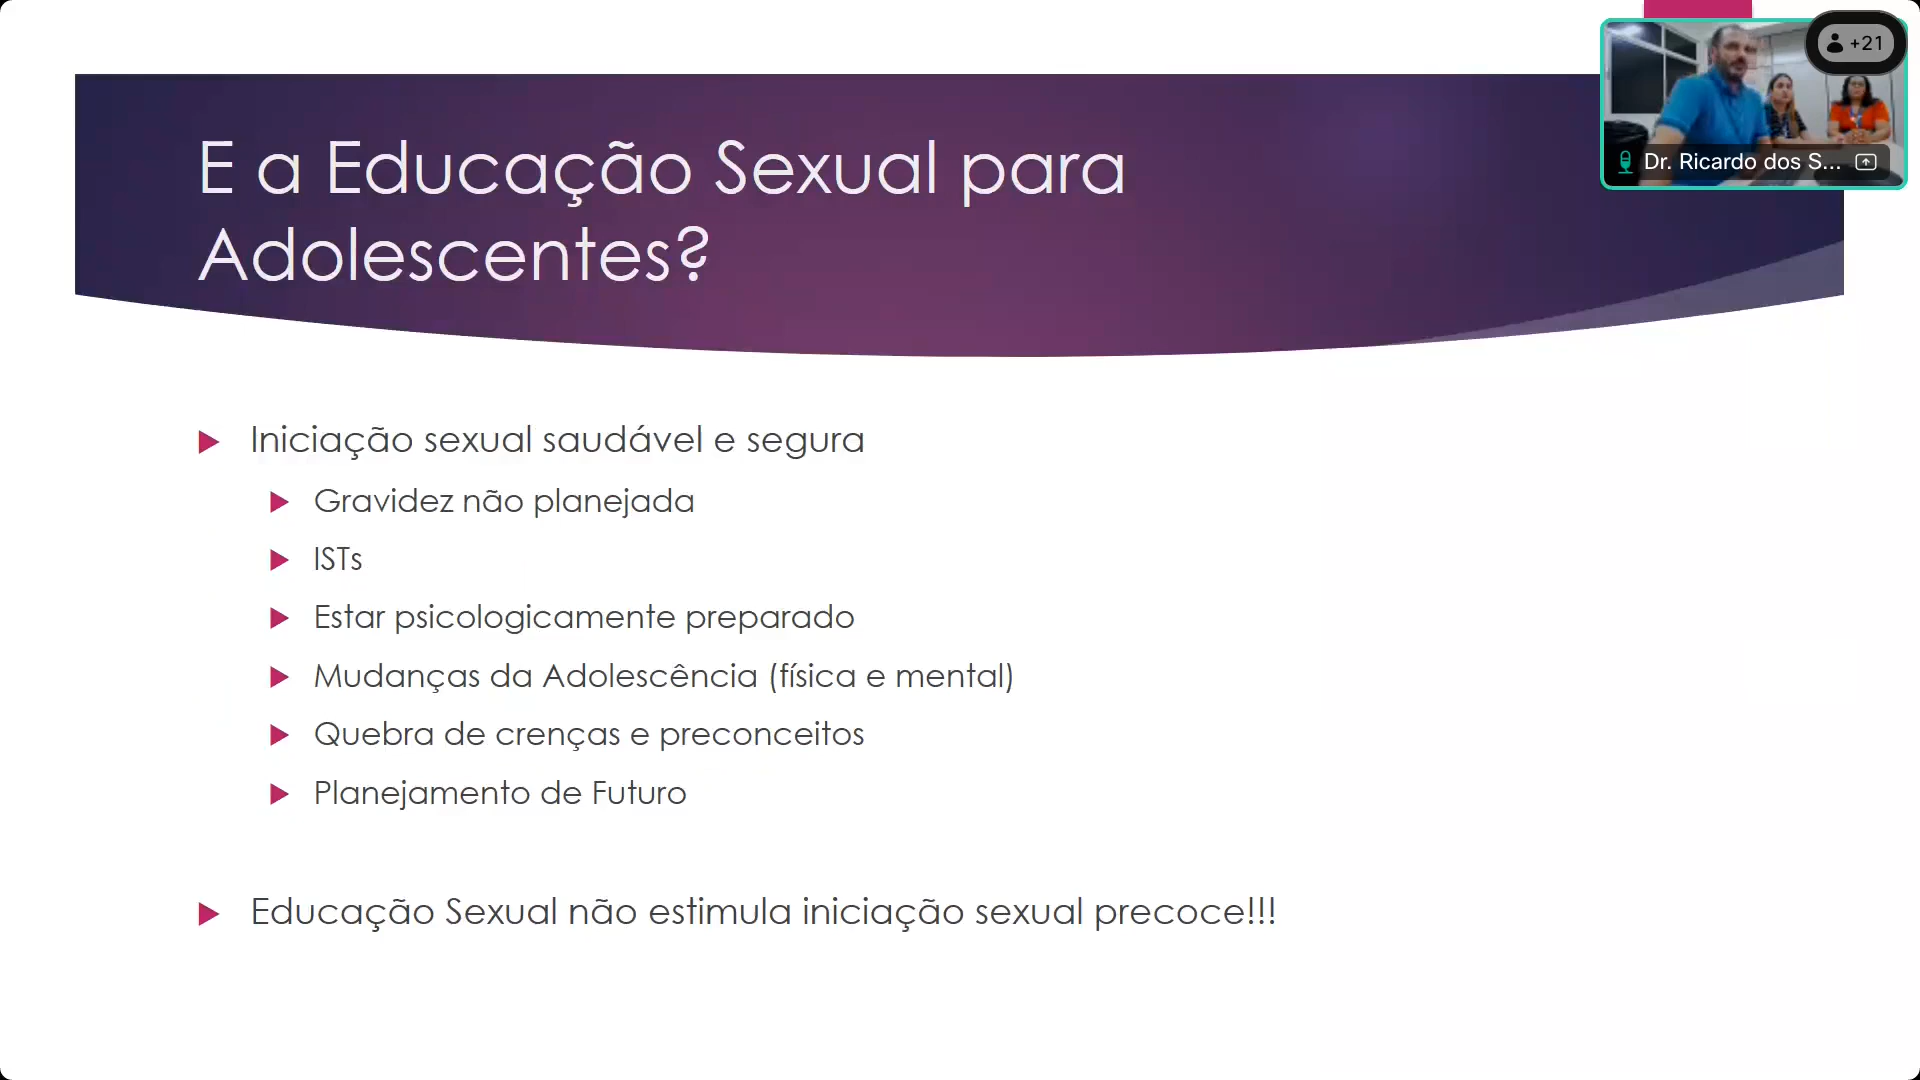 E a Educação Sexual para
Adolescentes?
+21
Dr. Ricardo dos S...
Iniciação sexual saudável e segura
Gravidez não planejada
ISTs
Estar psicologicamente preparado
Mudanças da Adolescência (física e mental)
Quebra de crenças e preconceitos
Planejamento de Futuro
Educação Sexual não estimula iniciação sexual precoce!!!